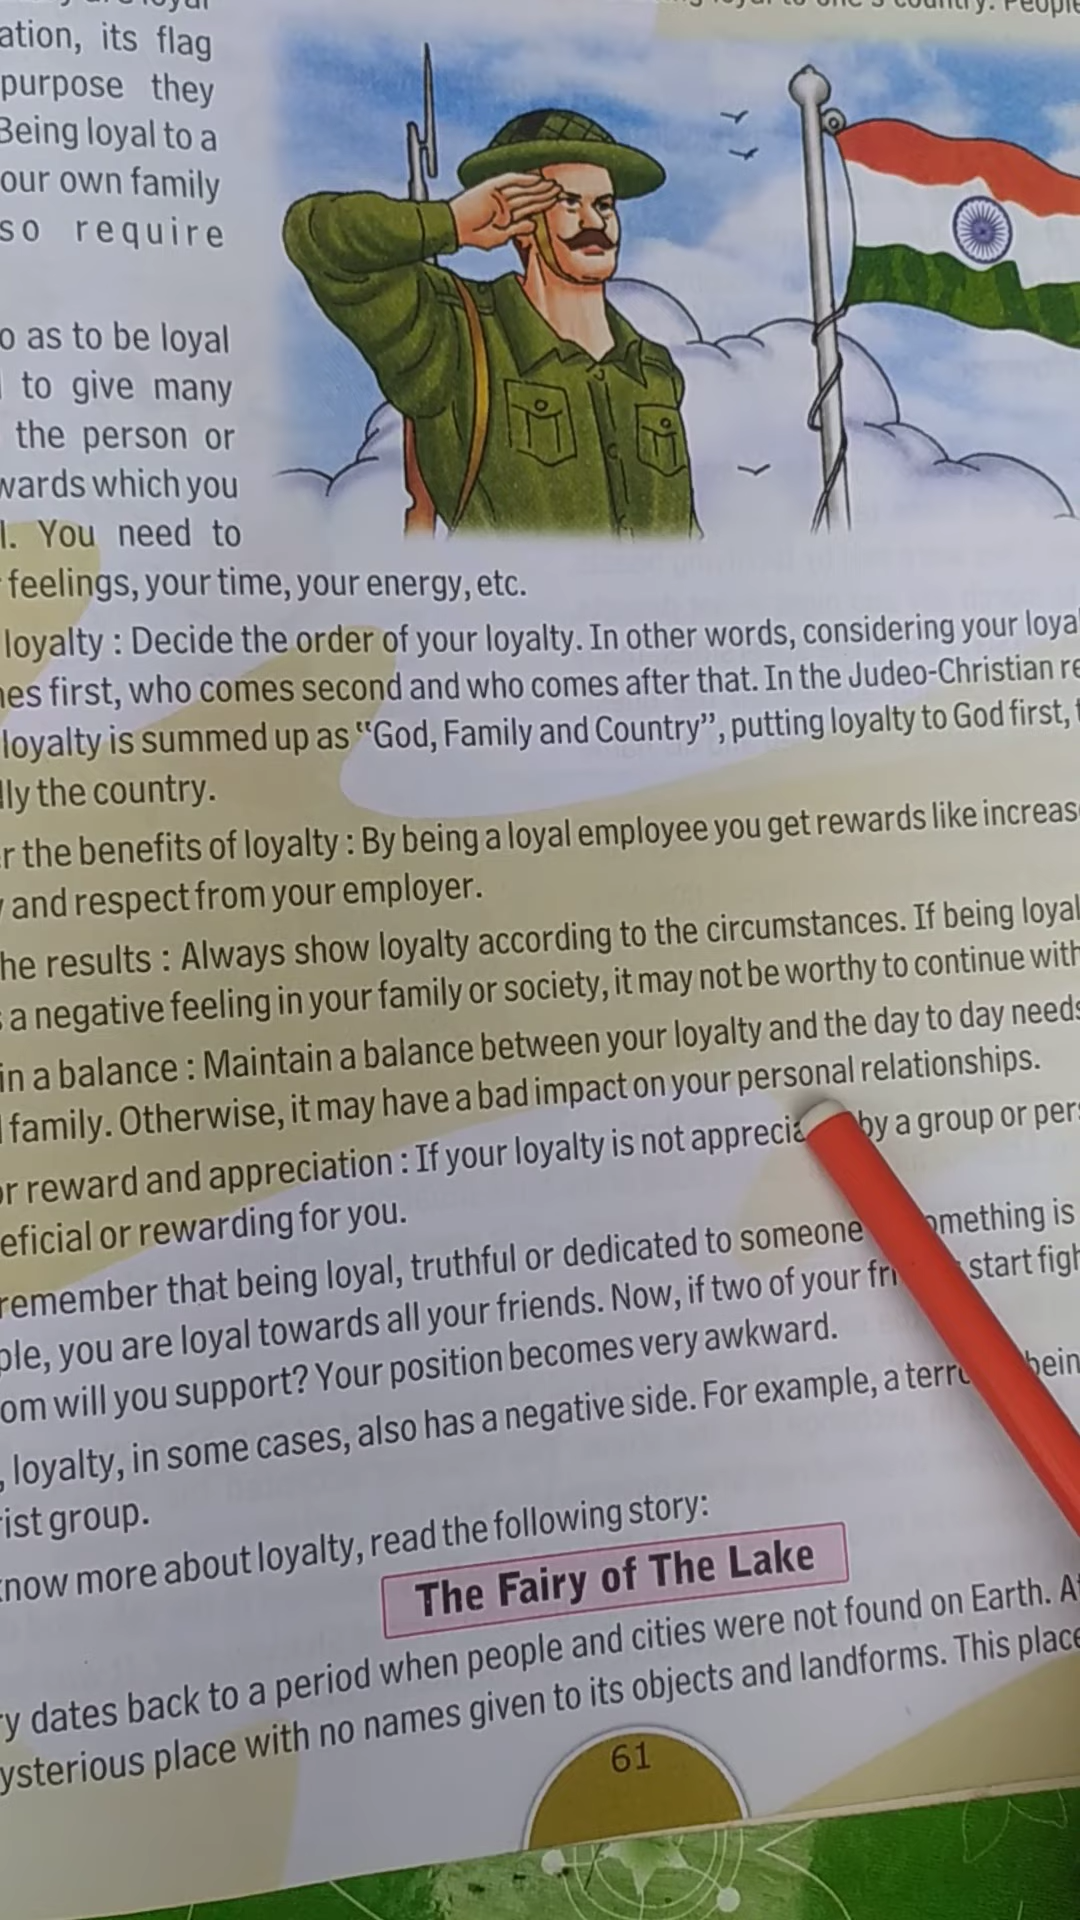 ation, its flag
purpose they
Being loyal to a
our own family
so require
o as to be loyal
to give many
the person or
wards which you
l. You need to
feelings, your time, your energy, etc.
loyalty : Decide the order of your loyalty. In other words, considering your loya
nes first, who comes second and who comes after that. In the Judeo-Christian re
loyalty is summed up as “God, Family and Country”, putting loyalty to God first, t
lly the country.
r the benefits of loyalty : By being a loyal employee you get rewards like increas
y and respect from your employer.
he results : Always show loyalty according to the circumstances. If being loyal
s a negative feeling in your family or society, it may not be worthy to continue with
in a balance : Maintain a balance between your loyalty and the day to day needs
family. Otherwise, it may have a bad impact on your personal relationships.
or reward and appreciation : If your loyalty is not apprecia by a group or pers
eficial or rewarding for you.
remember that being loyal, truthful or dedicated to someone omething is
ple, you are loyal towards all your friends. Now, if two of your fri start figh
om will you support? Your position becomes very awkward.
, loyalty, in some cases, also has a negative side. For example, a terro bein
ist group.
know more about loyalty, read the following story:
The Fairy of The Lake
y dates back to a period when people and cities were not found on Earth. At
ysterious place with no names given to its objects and landforms. This place
61